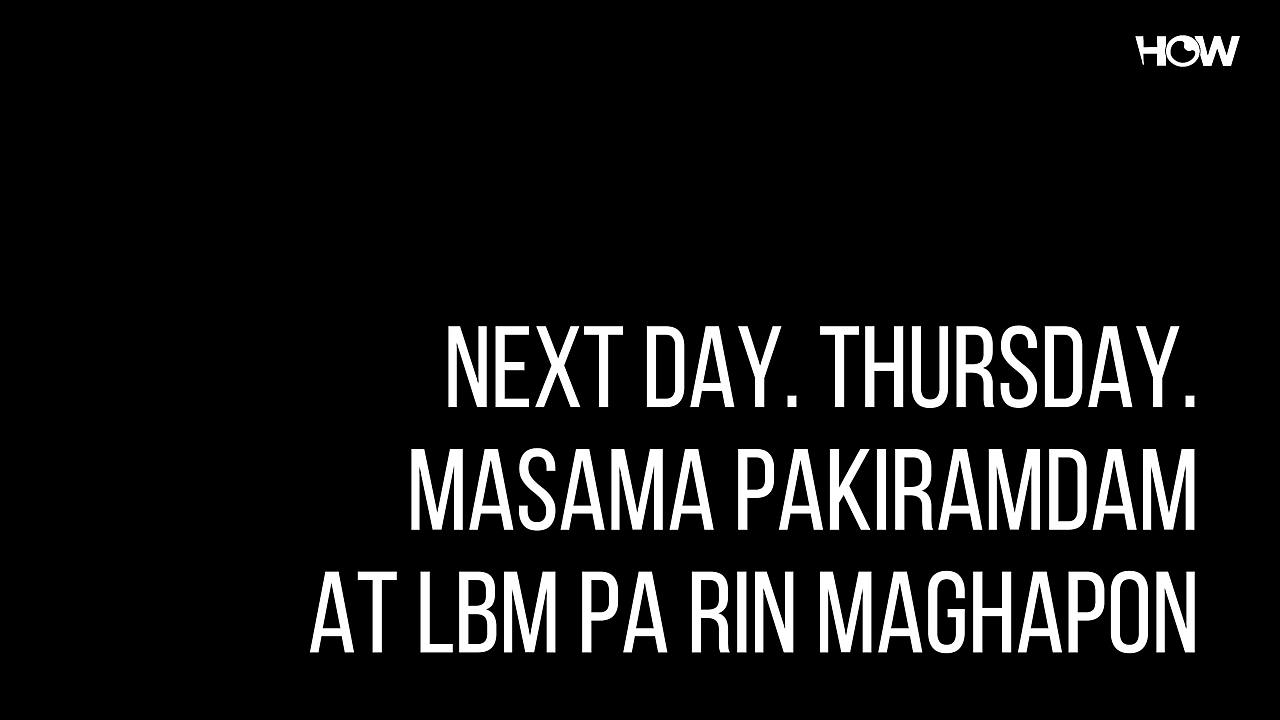 HOW
NEXT DAY. THURSDAY.
MASAMA PAKIRAMDAM
AT LBM PA RIN MAGHAPON